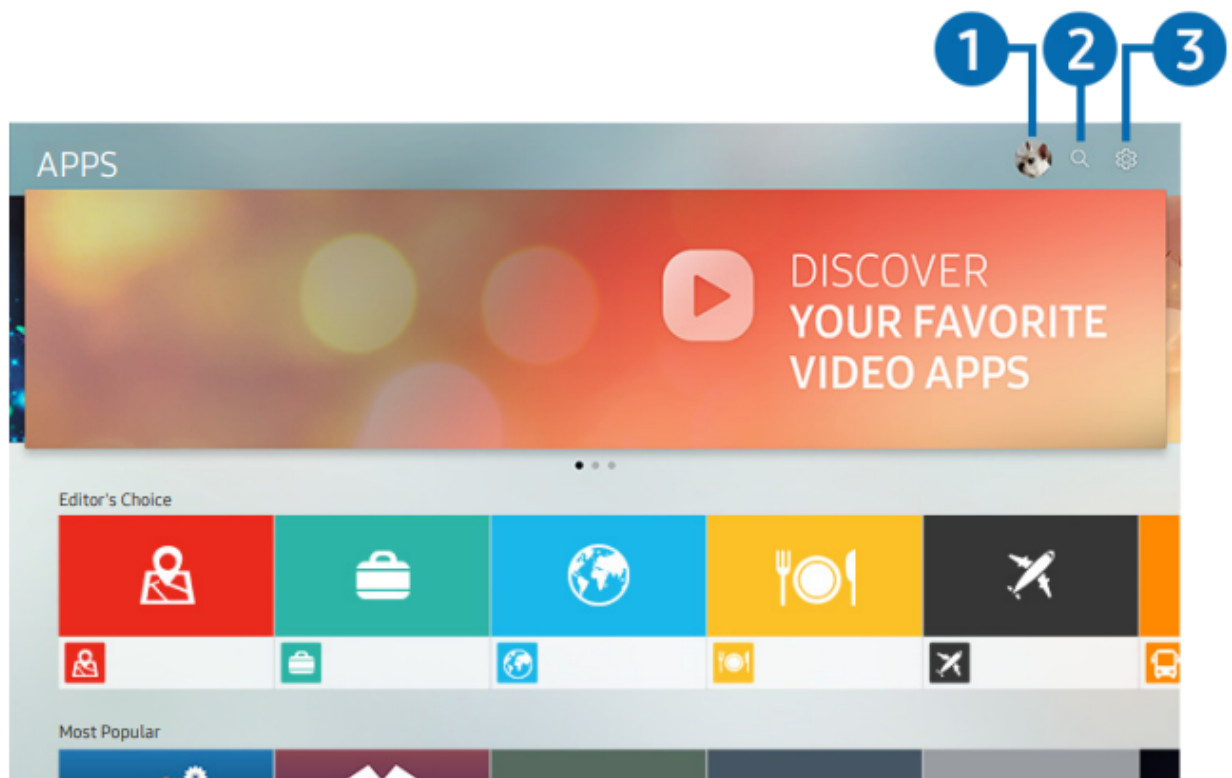 1 2 3
APPS
DISCOVER
YOUR FAVORITE
VIDEO APPS
Editor's Choice
Most Popular